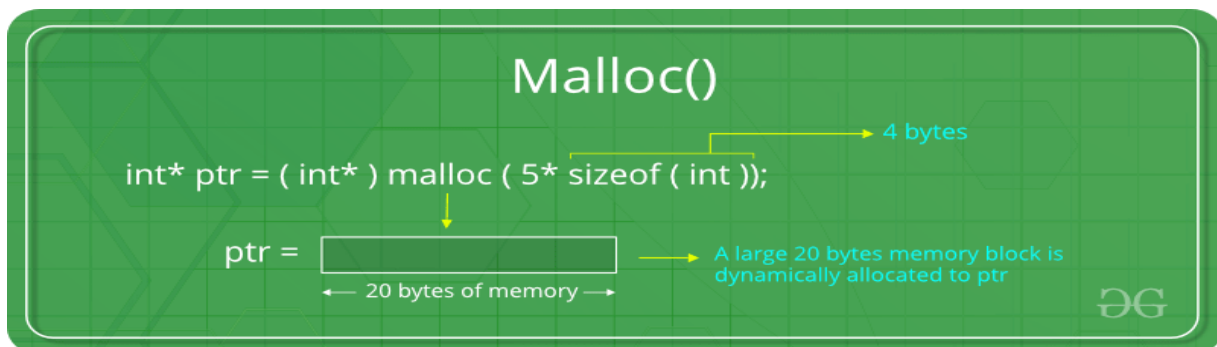 Malloc()
4 bytes
int* ptr = ( int* ) malloc ( 5* sizeof ( int ));
ptr =
A large 20 bytes memory block is
dynamically allocated to ptr
20 bytes of memory